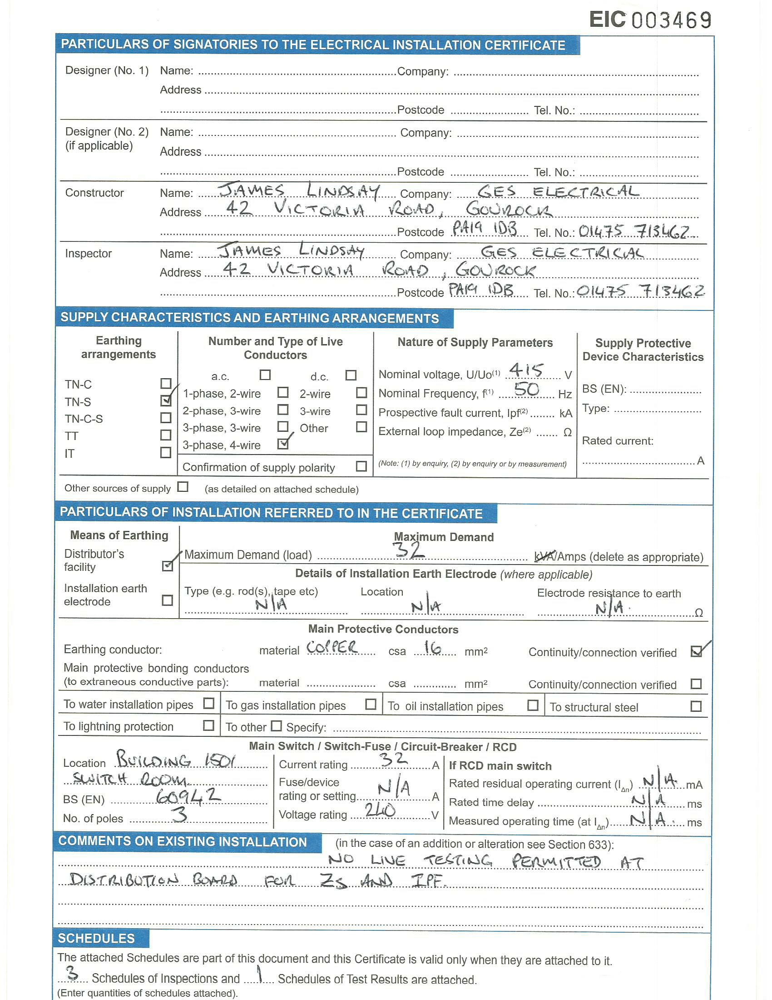 EIC 003469
PARTICULARS OF SIGNATORIES TO THE ELECTRICAL INSTALLATION CERTIFICATE
Designer (No. 1) Name: Company:
Address
Postcode Tel. No.:
Designer (No. 2) Name: Company:
(if applicable)
Address
Postcode Tel. No.:
Constructor Name: JAMES LINDSAY Company: GES ELECTRICAL
Address 42 VICTORIA ROAD, GOUROCK
Postcode PA19 1DB Tel. No.: 01475 713462
Inspector Name: JAMES LINDSAY Company: GES ELECTRICAL
Address 42 VICTORIA ROAD, GOUROCK
Postcode PA19 1DB Tel. No.: 01475 713462
SUPPLY CHARACTERISTICS AND EARTHING ARRANGEMENTS
Earthing arrangements
TN-C
TN-S
TN-C-S
TT
IT
Number and Type of Live Conductors
a.c. d.c.
1-phase, 2-wire 2-wire
2-phase, 3-wire 3-wire
3-phase, 3-wire Other
3-phase, 4-wire
Confirmation of supply polarity
Nature of Supply Parameters
Nominal voltage, U/Uo(1) 415 V
Nominal Frequency, f(1) 50 Hz
Prospective fault current, Ipf(2) kA
External loop impedance, Ze(2) Ω
(Note: (1) by enquiry, (2) by enquiry or by measurement)
Supply Protective
Device Characteristics
BS (EN):
Type:
Rated current:
A
Other sources of supply (as detailed on attached schedule)
PARTICULARS OF INSTALLATION REFERRED TO IN THE CERTIFICATE
Means of Earthing
Distributor's
facility
Installation earth
electrode
Maximum Demand
Maximum Demand (load) 32 kVA/Amps (delete as appropriate)
Details of Installation Earth Electrode (where applicable)
Type (e.g. rod(s), tape etc) Location Electrode resistance to earth
N/A N/A N/A. Ω
Main Protective Conductors
Earthing conductor: material COPPER csa 16 mm² Continuity/connection verified
Main protective bonding conductors
(to extraneous conductive parts): material csa mm² Continuity/connection verified
To water installation pipes To gas installation pipes To oil installation pipes To structural steel
To lightning protection To other Specify:
Main Switch / Switch-Fuse / Circuit-Breaker / RCD
Location BUILDING 1501
SWITCH ROOM
BS (EN) 60942
No. of poles 3
Current rating 32 A
Fuse/device
rating or setting N/A A
Voltage rating 240 V
If RCD main switch
Rated residual operating current (IΔn) N/A mA
Rated time delay N/A ms
Measured operating time (at IΔn) N/A ms
COMMENTS ON EXISTING INSTALLATION (in the case of an addition or alteration see Section 633):
NO LIVE TESTING PERMITTED AT
DISTRIBUTION BOARD FOR ZS AND IPF.
SCHEDULES
The attached Schedules are part of this document and this Certificate is valid only when they are attached to it.
3 Schedules of Inspections and 1 Schedules of Test Results are attached.
(Enter quantities of schedules attached).